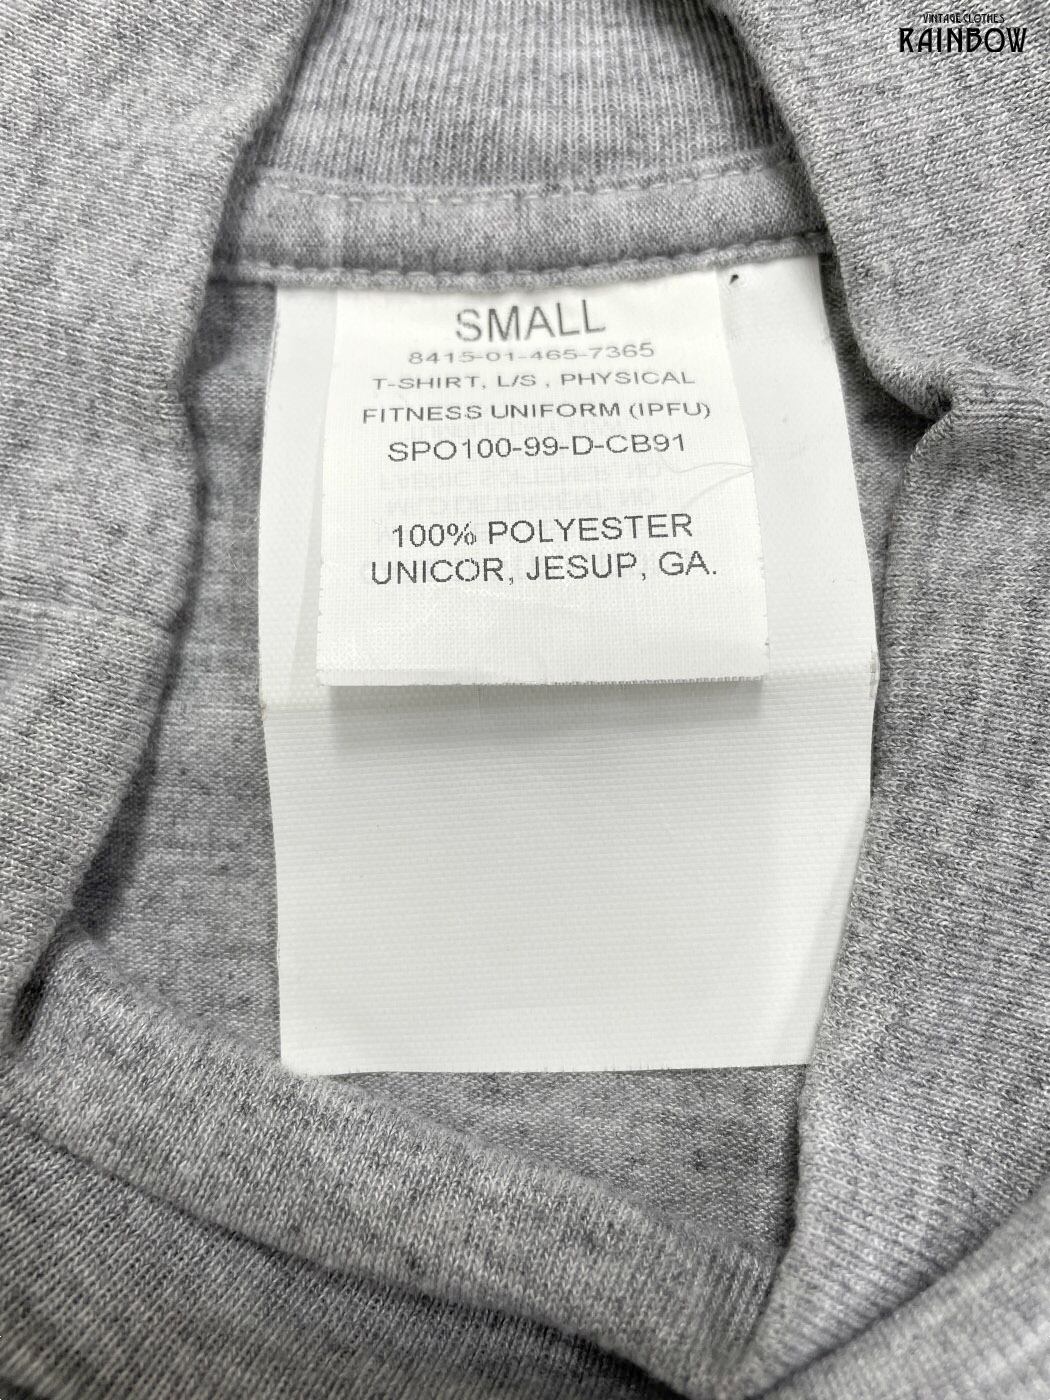 VINTAGE CLOTHES
RAINBOW
SMALL
8415-01-465-7365
T-SHIRT, L/S , PHYSICAL
FITNESS UNIFORM (IPFU)
SPO100-99-D-CB91
100% POLYESTER
UNICOR, JESUP, GA.